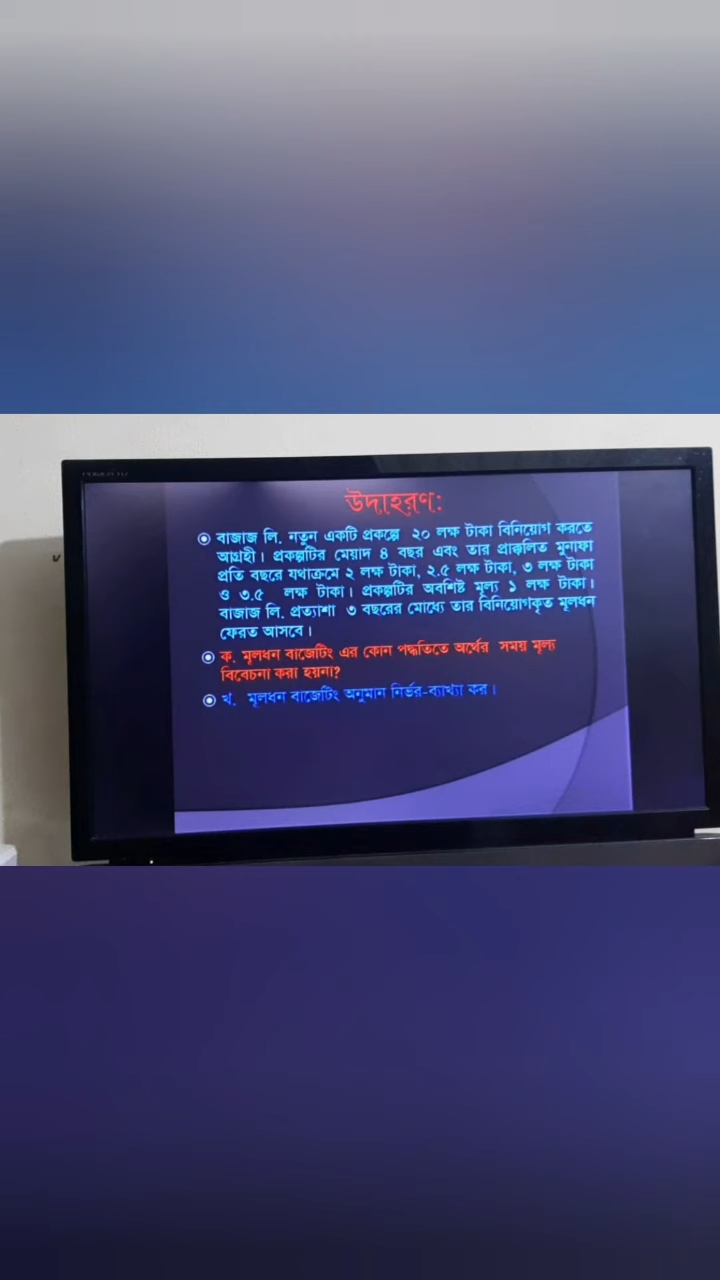 উদাহরণ:
বাজাজ লি. নতুন একটি প্রকল্পে ২০ লক্ষ টাকা বিনিয়োগ করতে
আগ্রহী। প্রকল্পটির মেয়াদ ৪ বছর এবং তার প্রাক্কলিত মুনাফা
প্রতি বছরে যথাক্রমে ২ লক্ষ টাকা, ২.৫ লক্ষ টাকা, ৩ লক্ষ টাকা
ও ৩.৫ লক্ষ টাকা। প্রকল্পটির অবশিষ্ট মূল্য ১ লক্ষ টাকা।
বাজাজ লি. প্রত্যাশা ৩ বছরের মোধ্যে তার বিনিয়োগকৃত মূলধন
ফেরত আসবে।
ক. মূলধন বাজেটিং এর কোন পদ্ধতিতে অর্থের সময় মূল্য
বিবেচনা করা হয়না?
খ. মূলধন বাজেটিং অনুমান নির্ভর-ব্যাখ্যা কর।